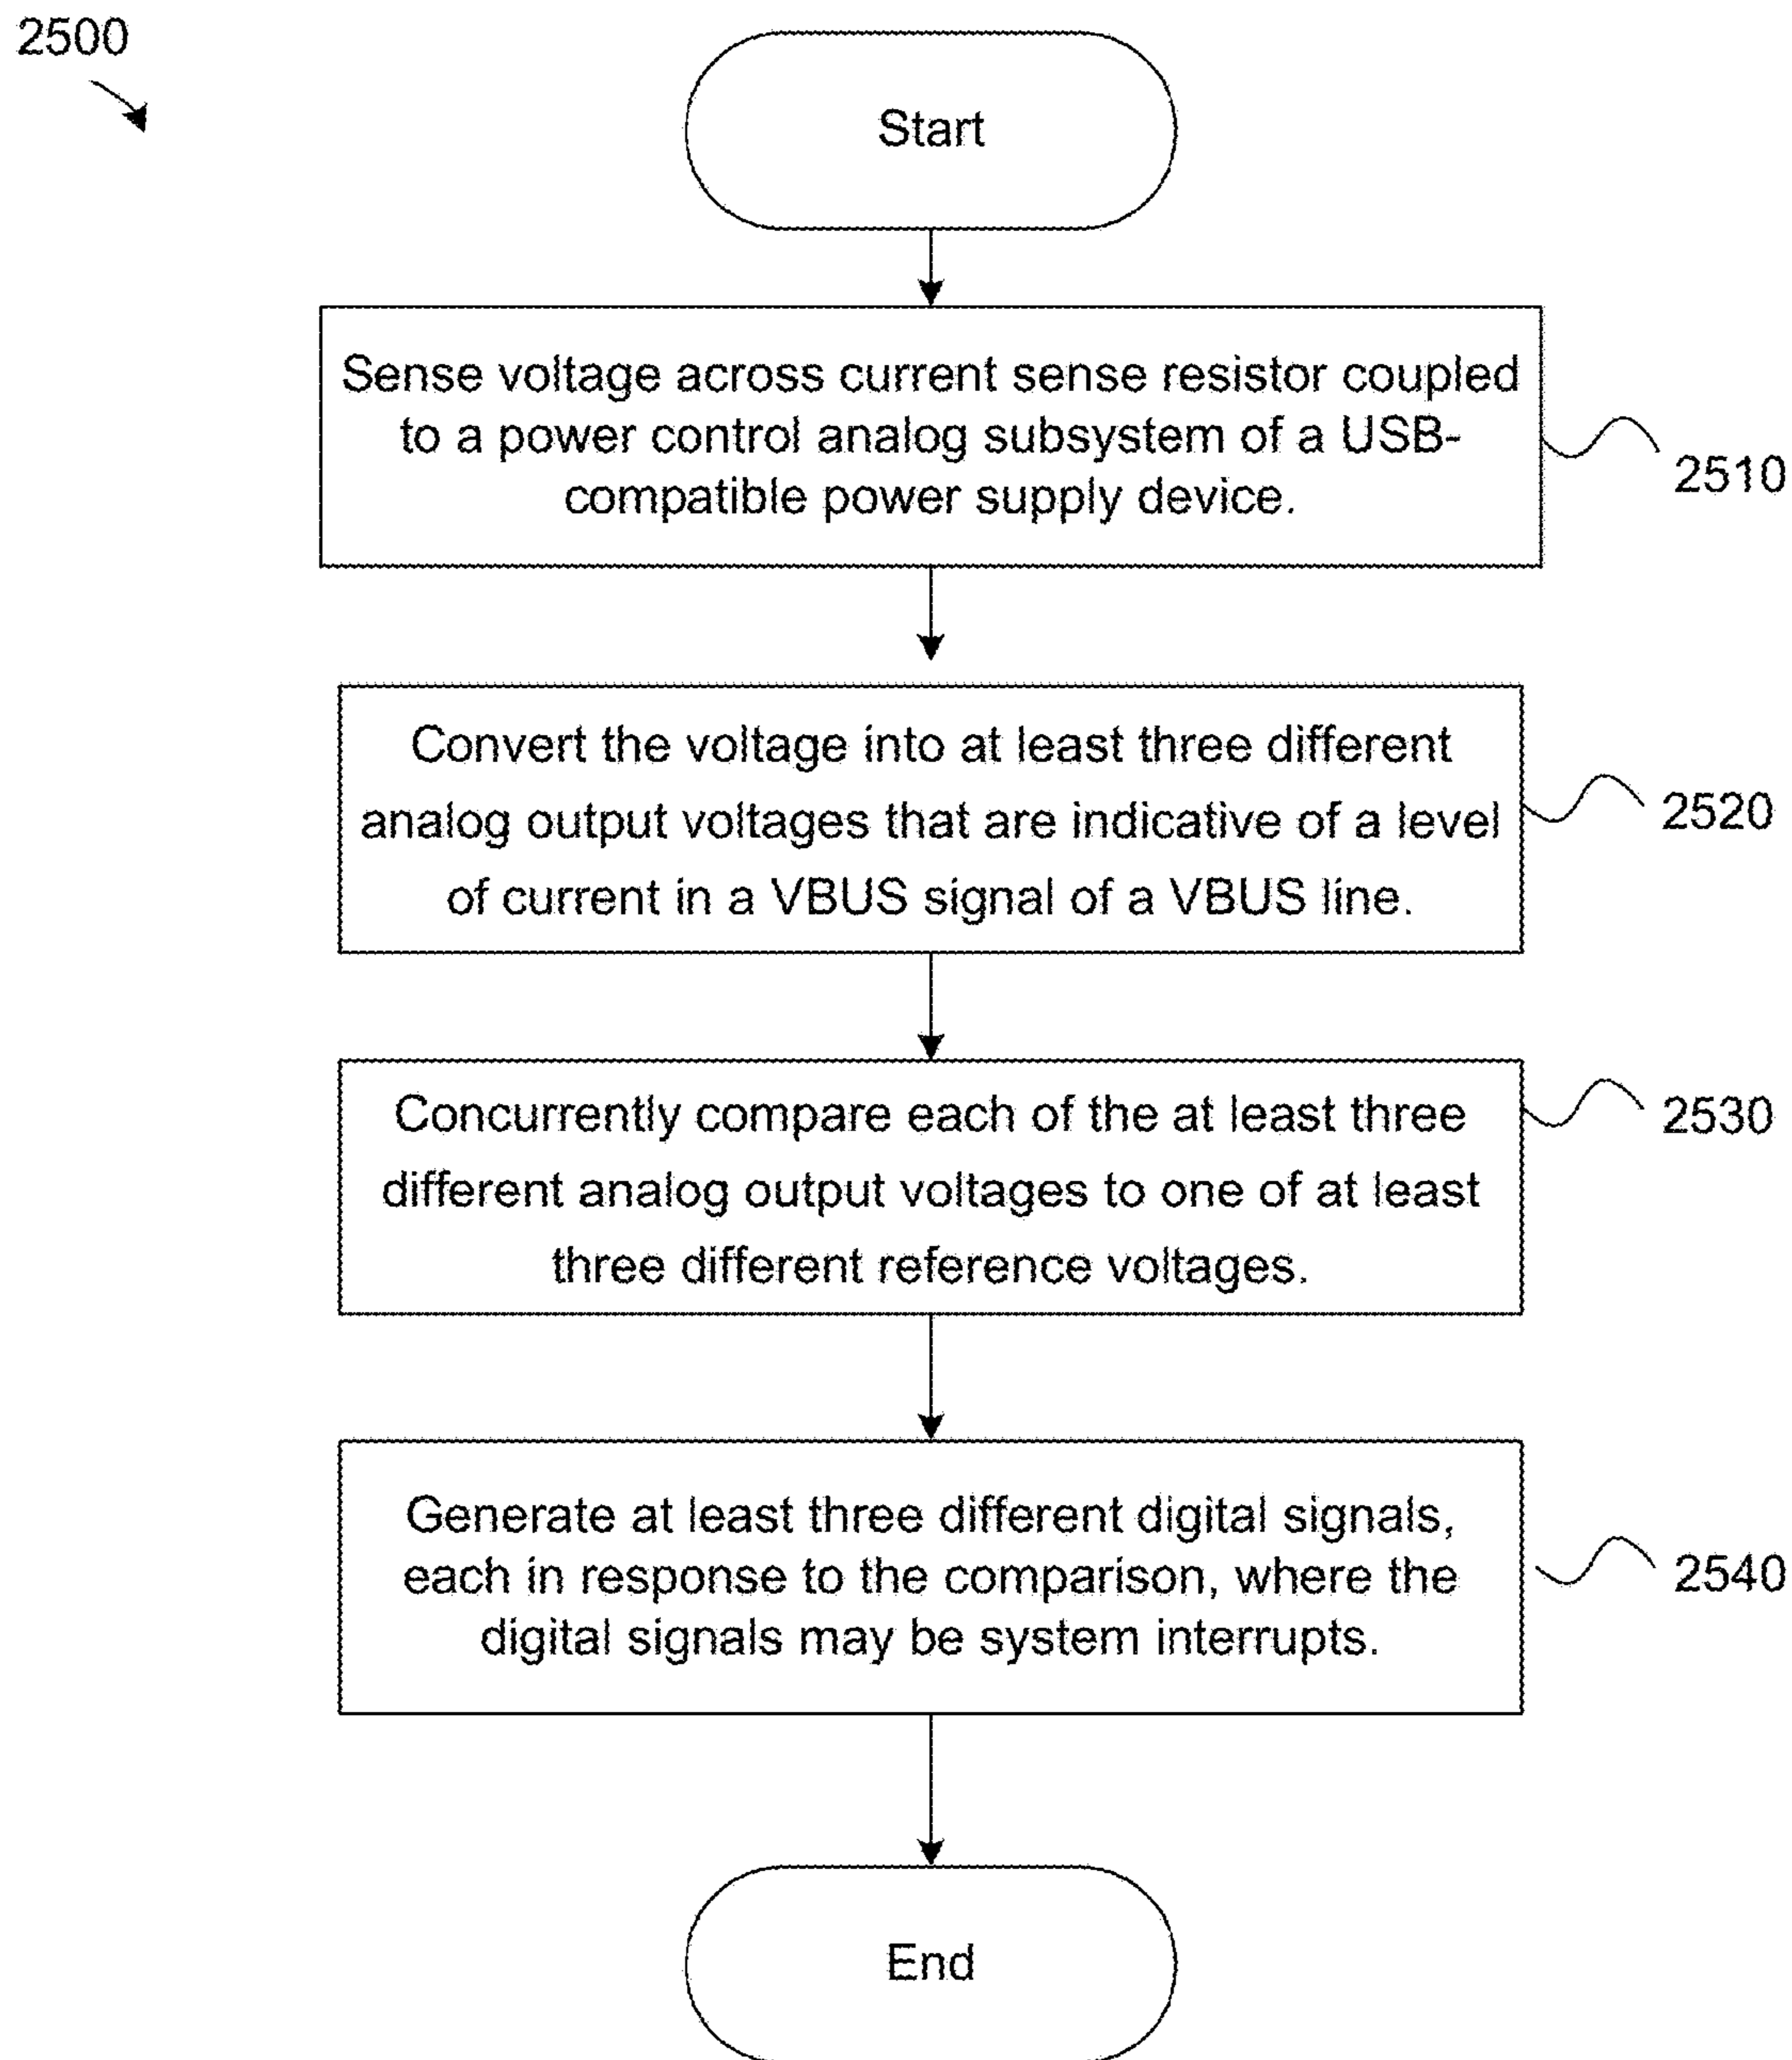 2500
Start
Sense voltage across current sense resistor coupled
to a power control analog subsystem of a USB-
compatible power supply device.
2510
Convert the voltage into at least three different
analog output voltages that are indicative of a level
of current in a VBUS signal of a VBUS line.
2520
Concurrently compare each of the at least three
different analog output voltages to one of at least
three different reference voltages.
2530
Generate at least three different digital signals,
each in response to the comparison, where the
digital signals may be system interrupts.
2540
End